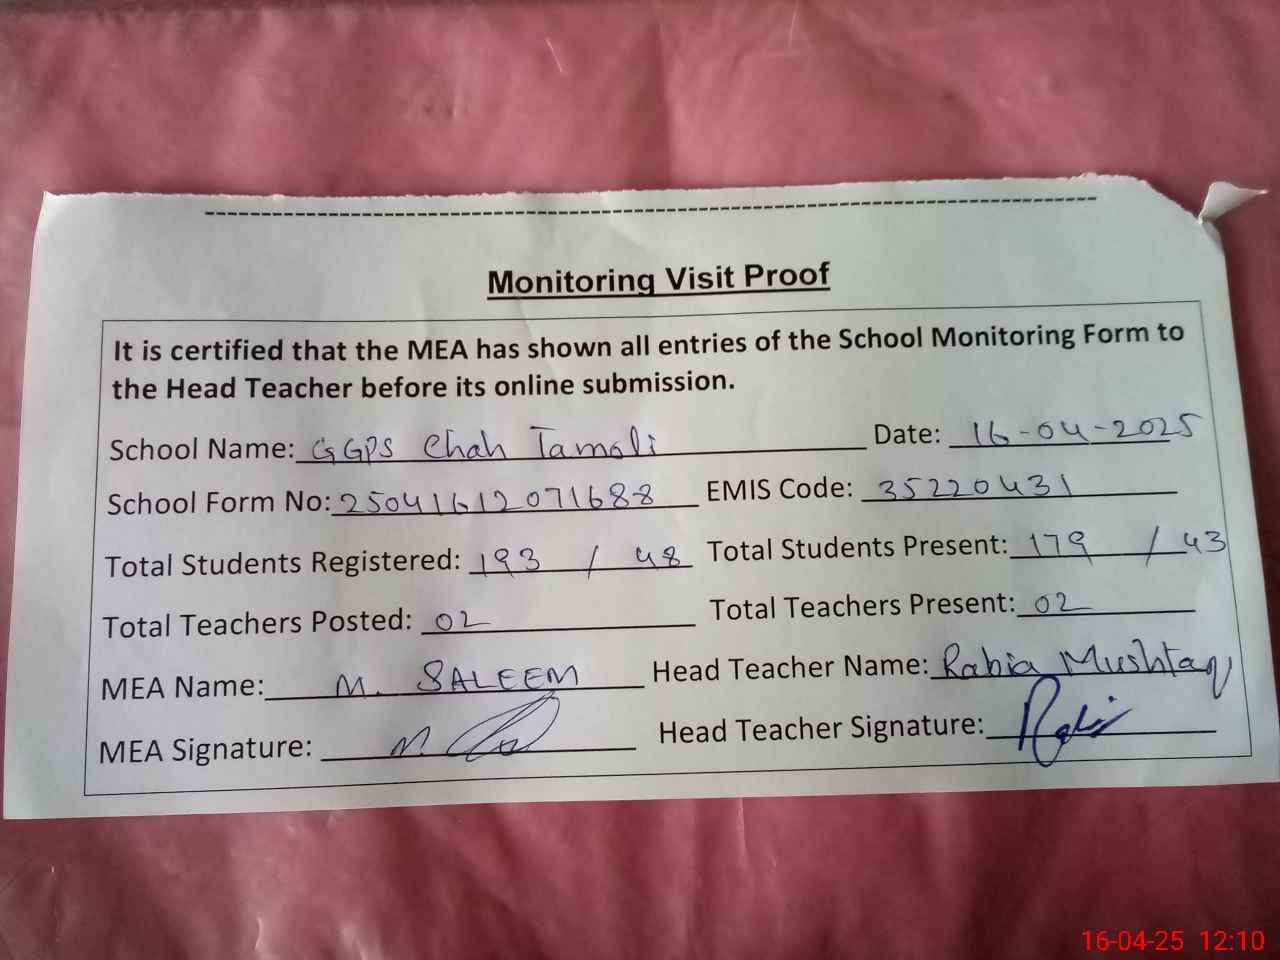 Monitoring Visit Proof
It is certified that the MEA has shown all entries of the School Monitoring Form to
the Head Teacher before its online submission.
School Name: GGPS Chah Tamoli Date: 16-04-2025
School Form No: 25041612071688 EMIS Code: 35220431
Total Students Registered: 193 / 48 Total Students Present: 179 / 43
Total Teachers Posted: 02 Total Teachers Present: 02
MEA Name: M. SALEEM Head Teacher Name: Rabia Mushtaq
MEA Signature: Head Teacher Signature: Rabia
16-04-25 12:10